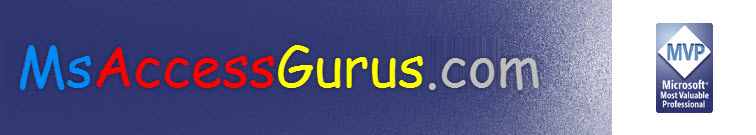 MsAccessGurus.com
MVP
Microsoft®
Most Valuable
Professional